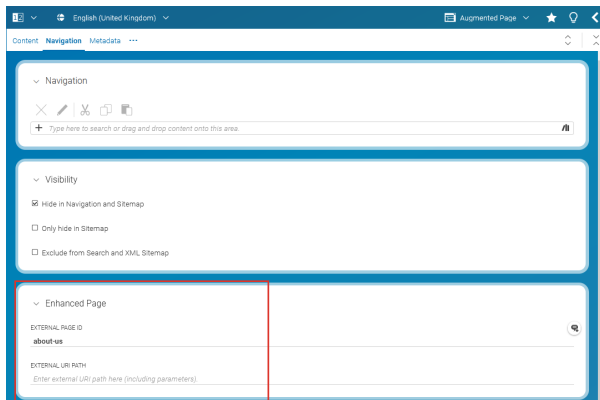 English (United Kingdom)
Augmented Page
Content Navigation Metadata •••
Navigation
Type here to search or drag and drop content onto this area.
Visibility
Hide in Navigation and Sitemap
Only hide in Sitemap
Exclude from Search and XML Sitemap
Enhanced Page
EXTERNAL PAGE ID
about-us
EXTERNAL URI PATH
Enter external URI path here (including parameters).